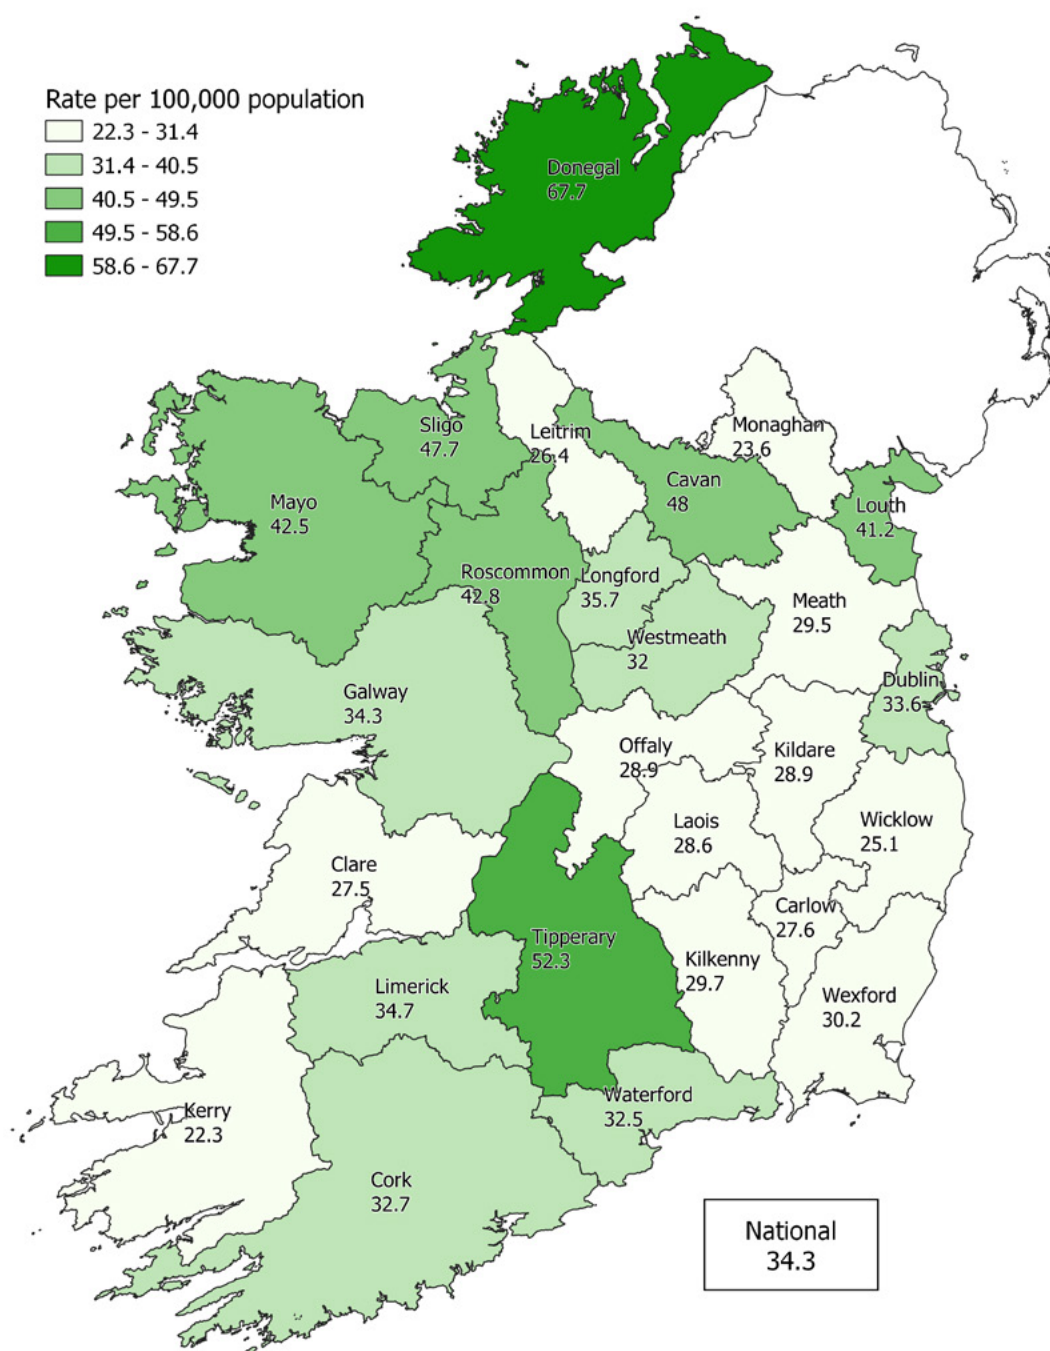 Rate per 100,000 population
22.3 - 31.4
31.4 - 40.5
40.5 - 49.5
49.5 - 58.6
58.6 - 67.7
Donegal
67.7
Sligo
47.7
Leitrim
26.4
Monaghan
23.6
Cavan
48
Louth
41.2
Mayo
42.5
Roscommon
42.8
Longford
35.7
Westmeath
32
Meath
29.5
Dublin
33.6
Galway
34.3
Offaly
28.9
Kildare
28.9
Laois
28.6
Wicklow
25.1
Clare
27.5
Carlow
27.6
Tipperary
52.3
Kilkenny
29.7
Limerick
34.7
Wexford
30.2
Waterford
32.5
Kerry
22.3
Cork
32.7
National
34.3